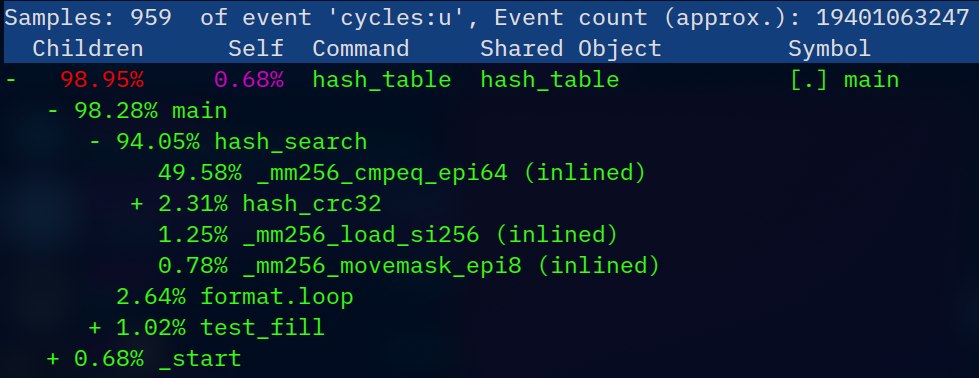 Samples: 959  of event 'cycles:u', Event count (approx.): 19401063247
  Children      Self  Command     Shared Object         Symbol
-   98.95%     0.68%  hash_table  hash_table            [.] main
   - 98.28% main
      - 94.05% hash_search
           49.58% _mm256_cmpeq_epi64 (inlined)
         + 2.31% hash_crc32
           1.25% _mm256_load_si256 (inlined)
           0.78% _mm256_movemask_epi8 (inlined)
        2.64% format.loop
      + 1.02% test_fill
   + 0.68% _start